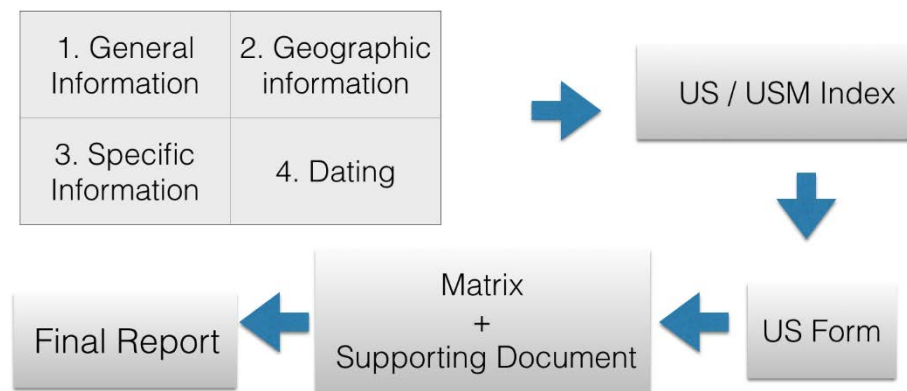 1. General
Information
2. Geographic
information
3. Specific
Information
4. Dating
US / USM Index
US Form
Matrix
+
Supporting Document
Final Report